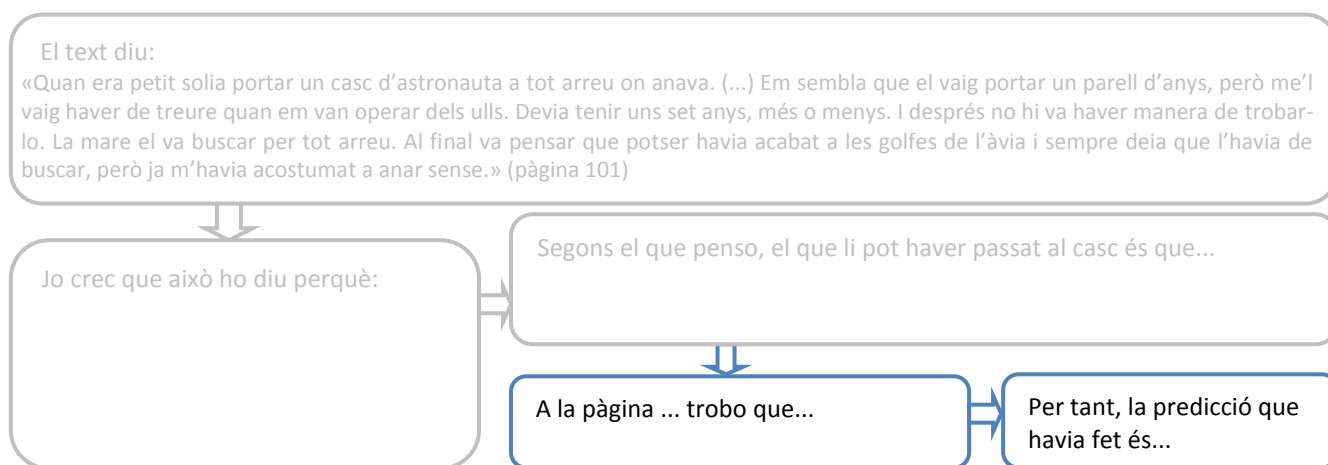 El text diu:
«Quan era petit solia portar un casc d'astronauta a tot arreu on anava. (...) Em sembla que el vaig portar un parell d'anys, però me'l
vaig haver de treure quan em van operar dels ulls. Devia tenir uns set anys, més o menys. I després no hi va haver manera de trobar-
lo. La mare el va buscar per tot arreu. Al final va pensar que potser havia acabat a les golfes de l'àvia i sempre deia que l'havia de
buscar, però ja m'havia acostumat a anar sense.» (pàgina 101)
Jo crec que això ho diu perquè:
Segons el que penso, el que li pot haver passat al casc és que...
A la pàgina ... trobo que...
Per tant, la predicció que
havia fet és...